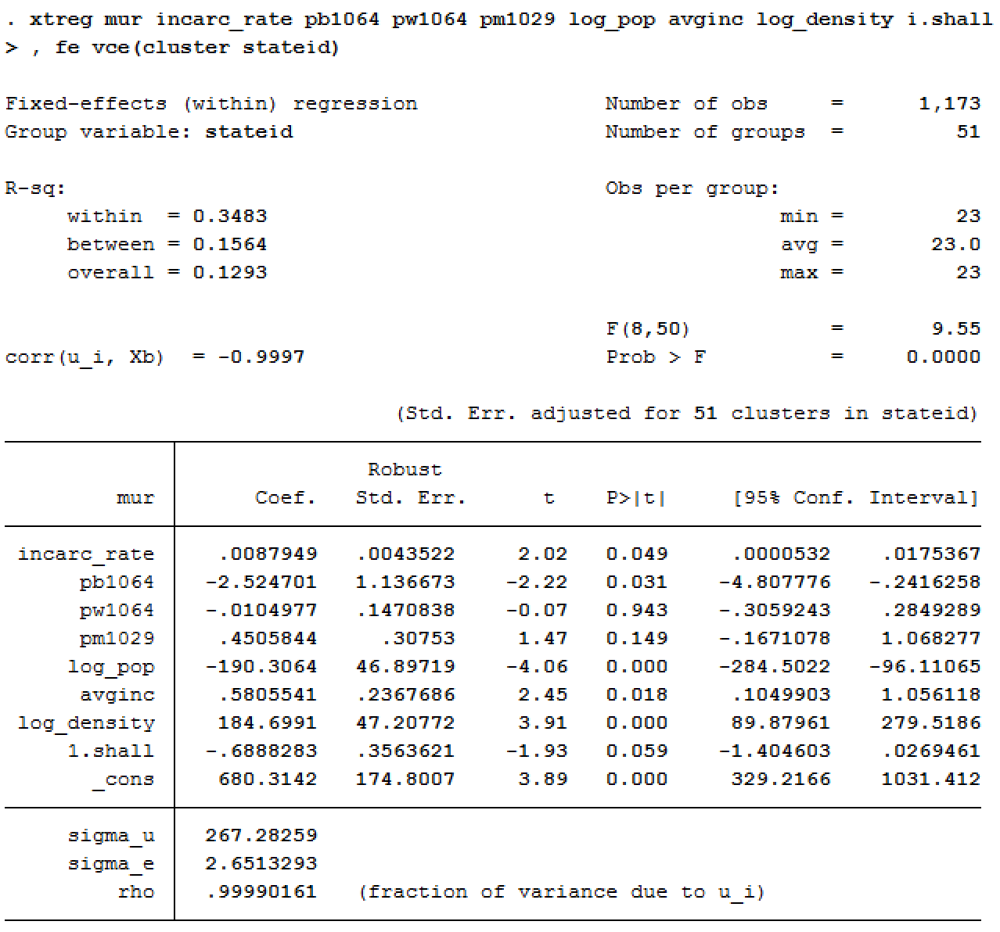 . xtreg mur incarc_rate pb1064 pw1064 pm1029 log_pop avginc log_density i.shall
> , fe vce(cluster stateid)
Fixed-effects (within) regression Number of obs = 1,173
Group variable: stateid Number of groups = 51
R-sq: Obs per group:
within = 0.3483 min = 23
between = 0.1564 avg = 23.0
overall = 0.1293 max = 23
F(8,50) = 9.55
corr(u_i, Xb) = -0.9997 Prob > F = 0.0000
(Std. Err. adjusted for 51 clusters in stateid)
Robust
mur Coef. Std. Err. t P>|t| [95% Conf. Interval]
incarc_rate .0087949 .0043522 2.02 0.049 .0000532 .0175367
pb1064 -2.524701 1.136673 -2.22 0.031 -4.807776 -.2416258
pw1064 -.0104977 .1470838 -0.07 0.943 -.3059243 .2849289
pm1029 .4505844 .30753 1.47 0.149 -.1671078 1.068277
log_pop -190.3064 46.89719 -4.06 0.000 -284.5022 -96.11065
avginc .5805541 .2367686 2.45 0.018 .1049903 1.056118
log_density 184.6991 47.20772 3.91 0.000 89.87961 279.5186
1.shall -.6888283 .3563621 -1.93 0.059 -1.404603 .0269461
_cons 680.3142 174.8007 3.89 0.000 329.2166 1031.412
sigma_u 267.28259
sigma_e 2.6513293
rho .99990161 (fraction of variance due to u_i)